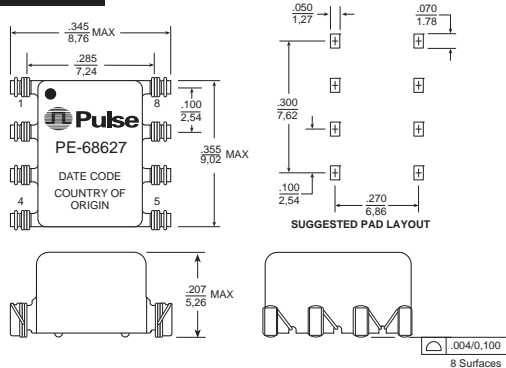 .345
8,76
MAX
.285
7,24
1
8
Pulse
PE-68627
DATE CODE
COUNTRY OF
ORIGIN
4
5
.100
2,54
.355
9,02
MAX
.050
1,27
.070
1.78
.300
7,62
.100
2,54
.270
6,86
SUGGESTED PAD LAYOUT
.207
5,26
MAX
.004/0,100
8 Surfaces